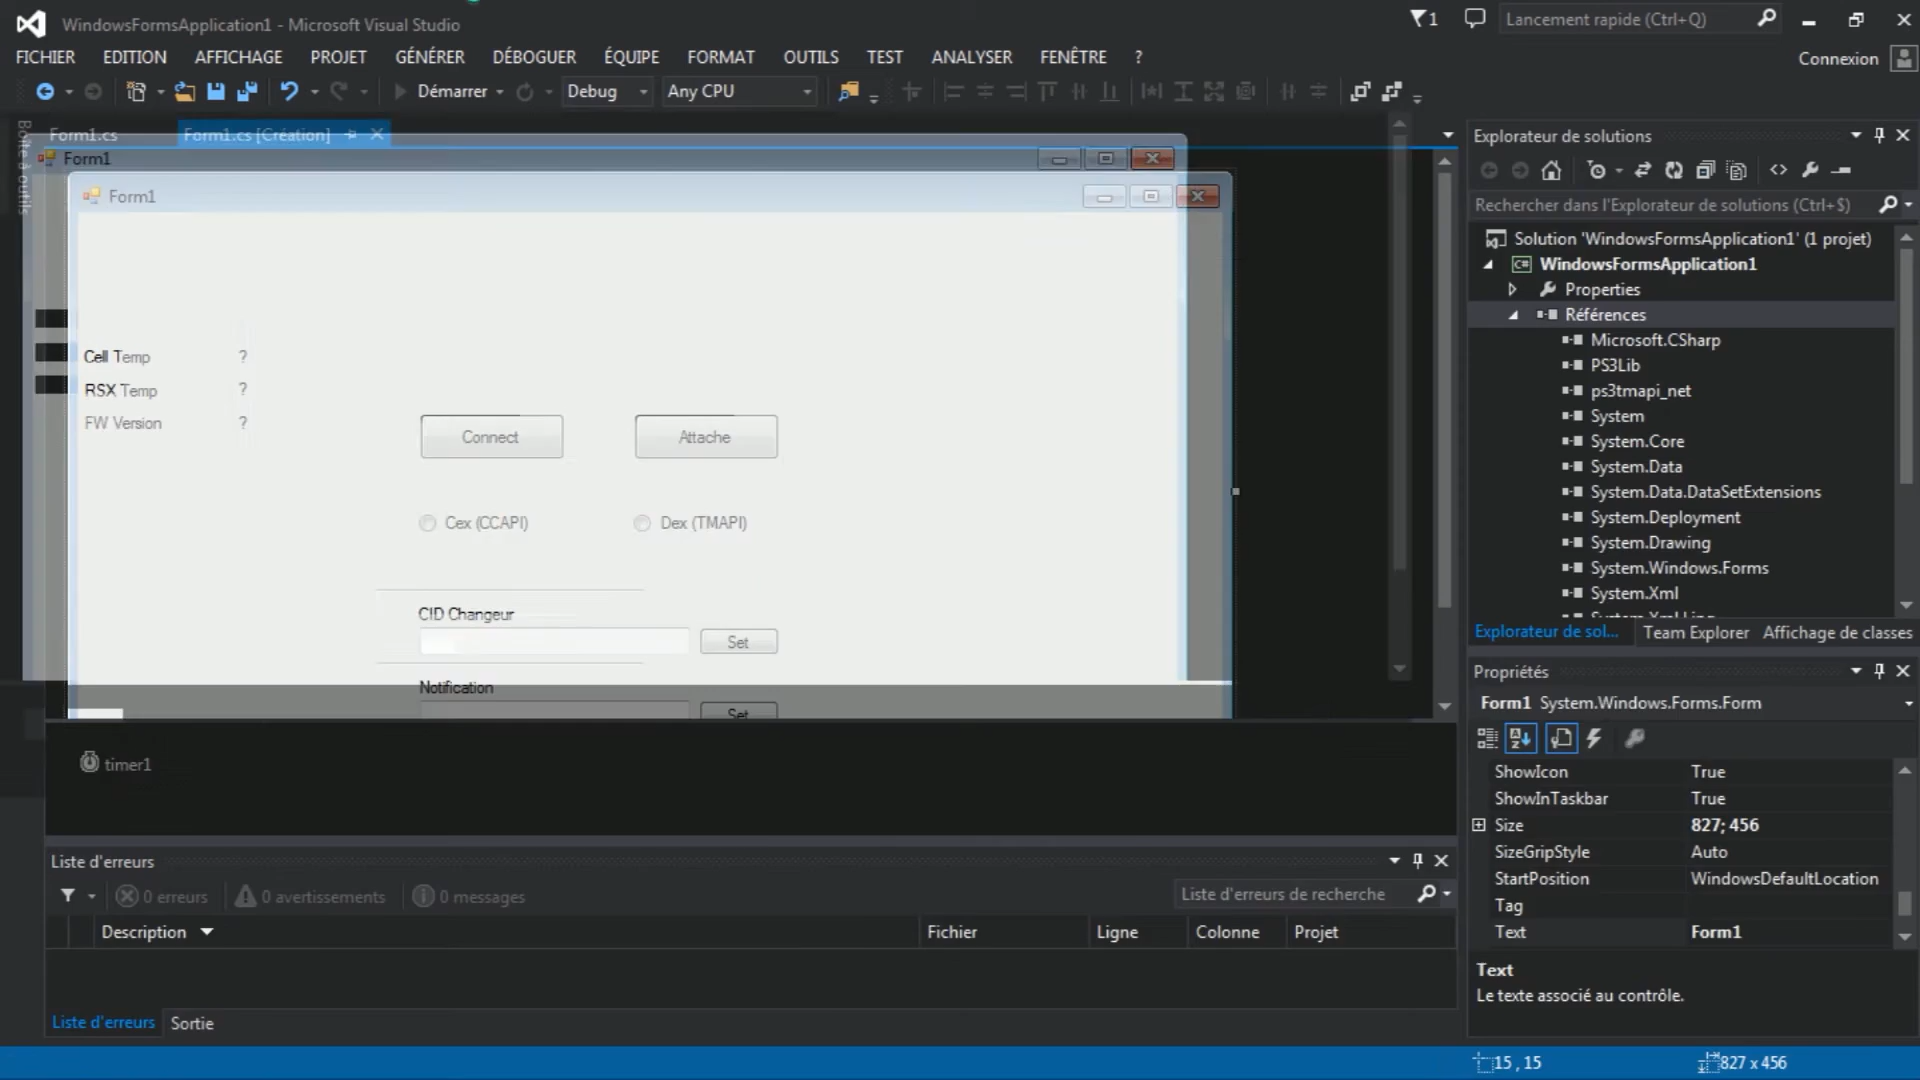 WindowsFormsApplication1 - Microsoft Visual Studio
1
Lancement rapide (Ctrl+Q)
FICHIER EDITION AFFICHAGE PROJET GÉNÉRER DÉBOGUER ÉQUIPE FORMAT OUTILS TEST ANALYSER FENÊTRE ?
Connexion
Démarrer Debug Any CPU
Boîte à outils
Form1.cs Form1.cs [Création]
Form1
Form1
Cell Temp ?
RSX Temp ?
FW Version ?
Connect Attache
Cex (CCAPI) Dex (TMAPI)
CID Changeur
Set
Notification
Set
timer1
Liste d'erreurs
0 erreurs 0 avertissements 0 messages
Liste d'erreurs de recherche
Description Fichier Ligne Colonne Projet
Liste d'erreurs Sortie
Explorateur de solutions
Rechercher dans l'Explorateur de solutions (Ctrl+$)
Solution 'WindowsFormsApplication1' (1 projet)
C# WindowsFormsApplication1
Properties
Références
Microsoft.CSharp
PS3Lib
ps3tmapi_net
System
System.Core
System.Data
System.Data.DataSetExtensions
System.Deployment
System.Drawing
System.Windows.Forms
System.Xml
Explorateur de sol... Team Explorer Affichage de classes
Propriétés
Form1 System.Windows.Forms.Form
ShowIcon True
ShowInTaskbar True
Size 827; 456
SizeGripStyle Auto
StartPosition WindowsDefaultLocation
Tag
Text Form1
Text
Le texte associé au contrôle.
15 , 15 827 x 456